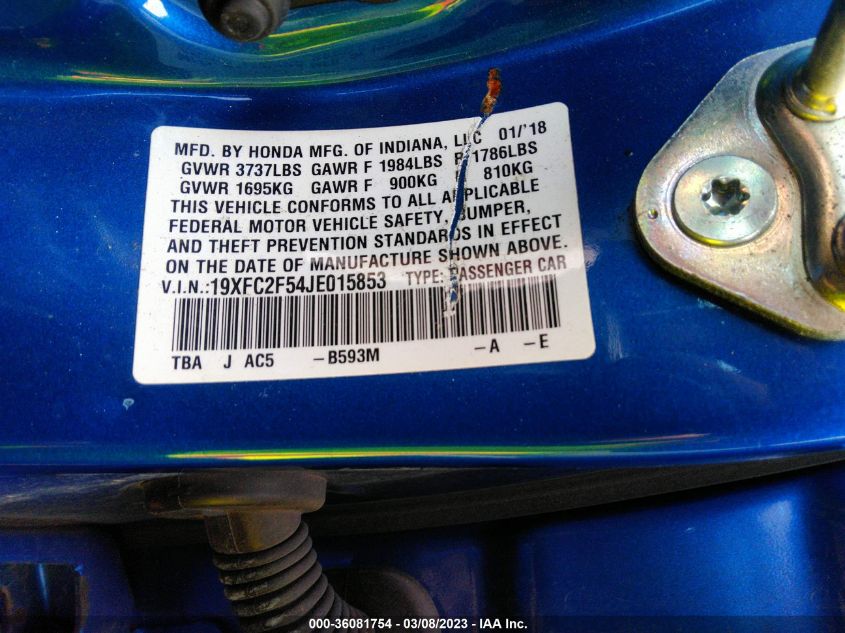 MFD. BY HONDA MFG. OF INDIANA, LLC 01/'18
GVWR 3737LBS GAWR F 1984LBS R 1786LBS
GVWR 1695KG GAWR F 900KG 810KG
THIS VEHICLE CONFORMS TO ALL APPLICABLE
FEDERAL MOTOR VEHICLE SAFETY, BUMPER,
AND THEFT PREVENTION STANDARDS IN EFFECT
ON THE DATE OF MANUFACTURE SHOWN ABOVE.
V.I.N.:19XFC2F54JE015853 TYPE: PASSENGER CAR
TBA J AC5 -B593M -A -E
000-36081754 - 03/08/2023 - IAA Inc.